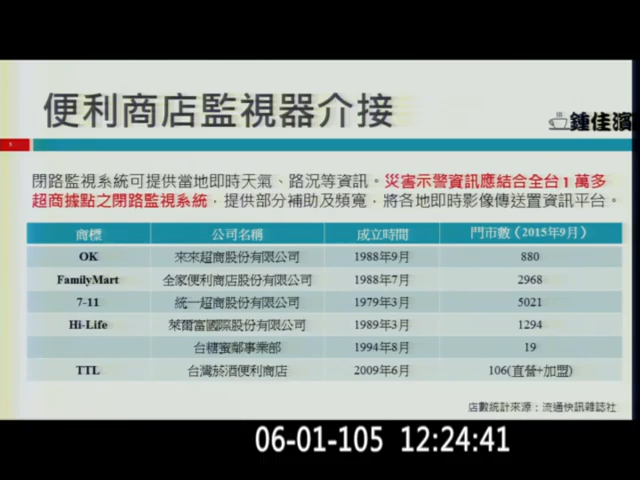 便利商店監視器介接
鍾佳濱
閉路監視系統可提供當地即時天氣、路況等資訊。災害示警資訊應結合全台1萬多
超商據點之閉路監視系統，提供部分補助及頻寬，將各地即時影像傳送置資訊平台。
商標 公司名稱 成立時間 門市數（2015年9月）
OK 來來超商股份有限公司 1988年9月 880
FamilyMart 全家便利商店股份有限公司 1988年7月 2968
7-11 統一超商股份有限公司 1979年3月 5021
Hi-Life 萊爾富國際股份有限公司 1989年3月 1294
台糖蜜鄰事業部 1994年8月 19
TTL 台灣菸酒便利商店 2009年6月 106(直營+加盟)
店數統計來源：流通快訊雜誌社
06-01-105 12:24:41